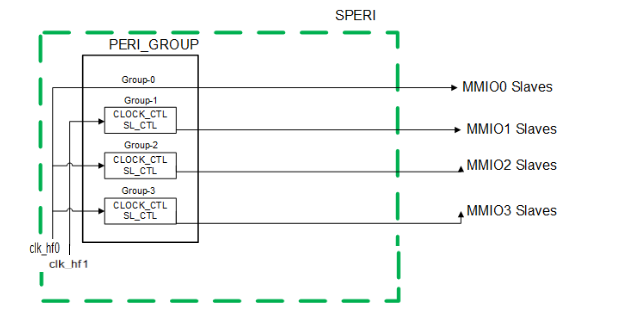 SPERI
PERI_GROUP
Group-0
MMIO0 Slaves
Group-1
CLOCK_CTL
SL_CTL
MMIO1 Slaves
Group-2
CLOCK_CTL
SL_CTL
MMIO2 Slaves
Group-3
CLOCK_CTL
SL_CTL
MMIO3 Slaves
clk_hf0
clk_hf1